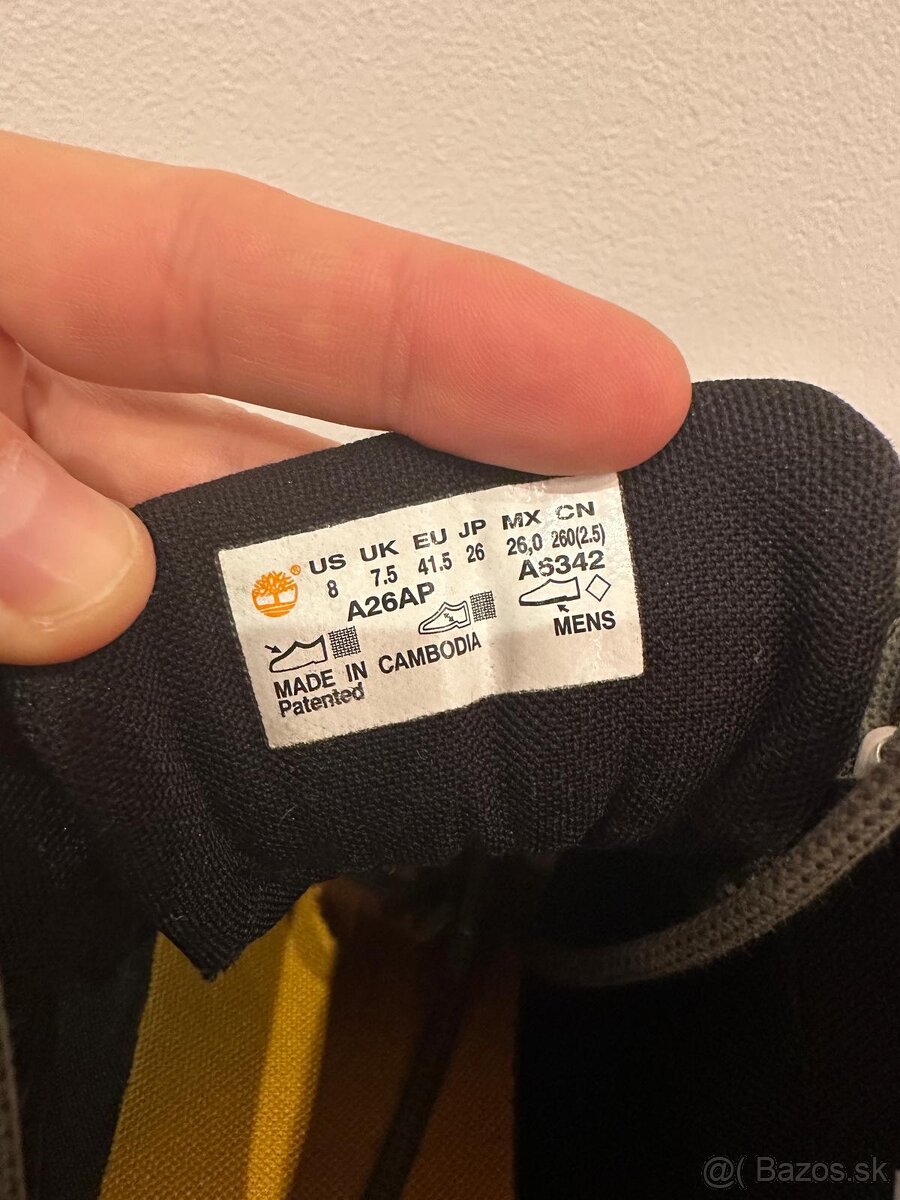 US UK EU JP MX CN
8 7.5 41.5 26 26,0 260(2.5)
A26AP A6342
MENS
MADE IN CAMBODIA
Patented
®
@( Bazos.sk